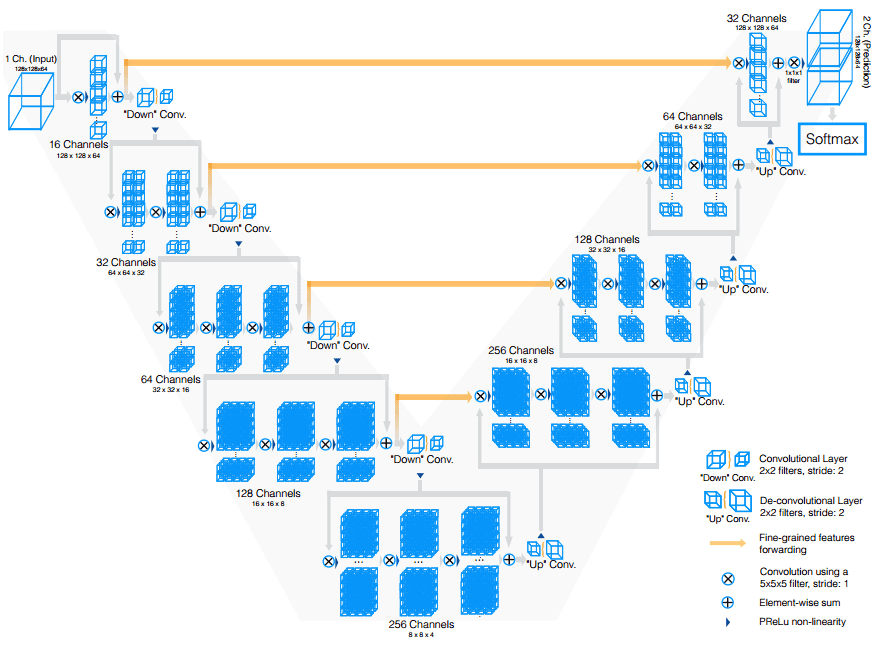 1 Ch. (Input)
128x128x64
"Down" Conv.
16 Channels
128 x 128 x 64
"Down" Conv.
32 Channels
64 x 64 x 32
"Down" Conv.
64 Channels
32 x 32 x 16
"Down" Conv.
128 Channels
16 x 16 x 8
256 Channels
8 x 8 x 4
"Up" Conv.
256 Channels
16 x 16 x 8
"Up" Conv.
128 Channels
32 x 32 x 16
"Up" Conv.
64 Channels
64 x 64 x 32
"Up" Conv.
32 Channels
128 x 128 x 64
1x1x1
filter
2 Ch. (Prediction)
128x128x64
Softmax
"Down" Conv.
Convolutional Layer
2x2 filters, stride: 2
"Up" Conv.
De-convolutional Layer
2x2 filters, stride: 2
Fine-grained features
forwarding
Convolution using a
5x5x5 filter, stride: 1
Element-wise sum
PReLu non-linearity